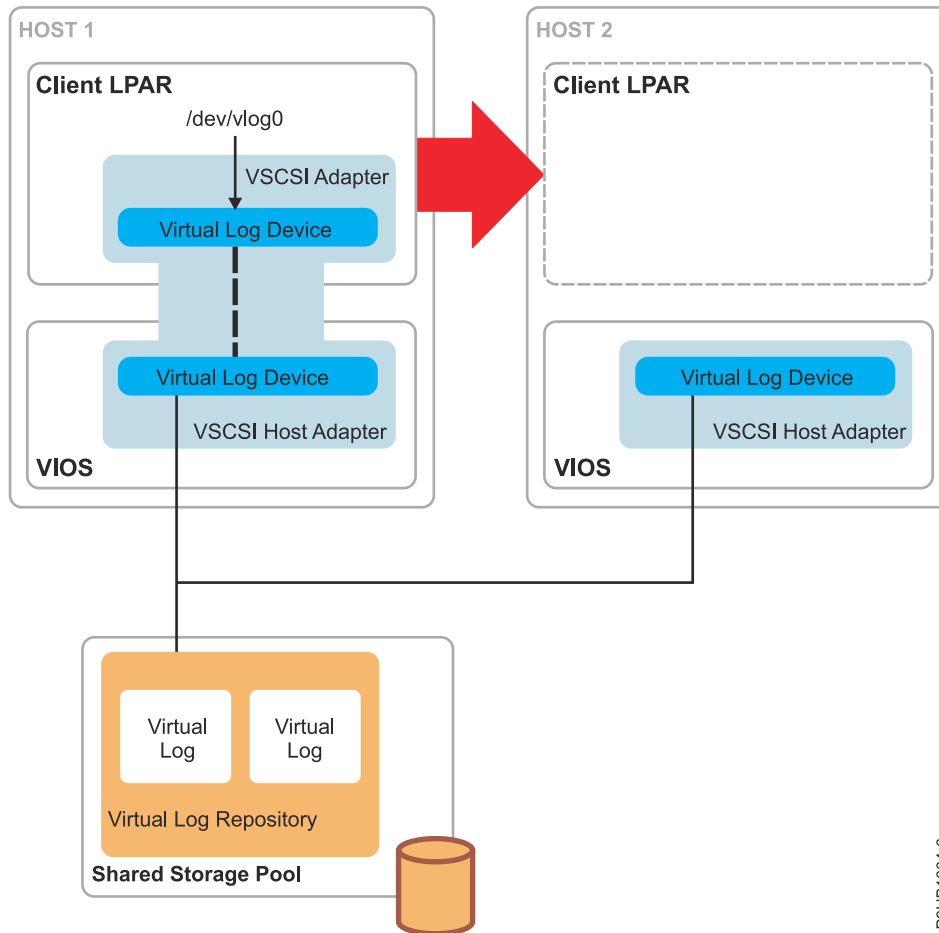 HOST 1
Client LPAR
/dev/vlog0
VSCSI Adapter
Virtual Log Device
Virtual Log Device
VSCSI Host Adapter
VIOS
HOST 2
Client LPAR
Virtual Log Device
VSCSI Host Adapter
VIOS
Virtual
Log
Virtual
Log
Virtual Log Repository
Shared Storage Pool